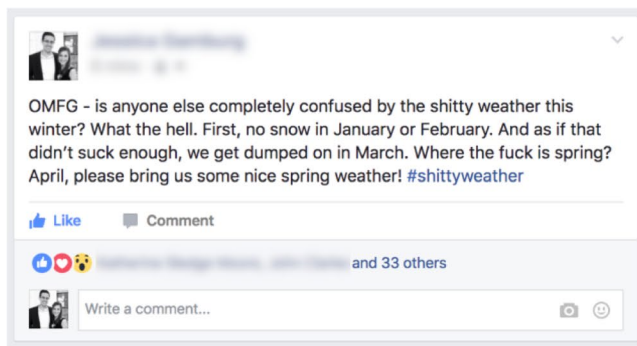 OMFG - is anyone else completely confused by the shitty weather this
winter? What the hell. First, no snow in January or February. And as if that
didn't suck enough, we get dumped on in March. Where the fuck is spring?
April, please bring us some nice spring weather! #shittyweather
Like Comment
and 33 others
Write a comment...